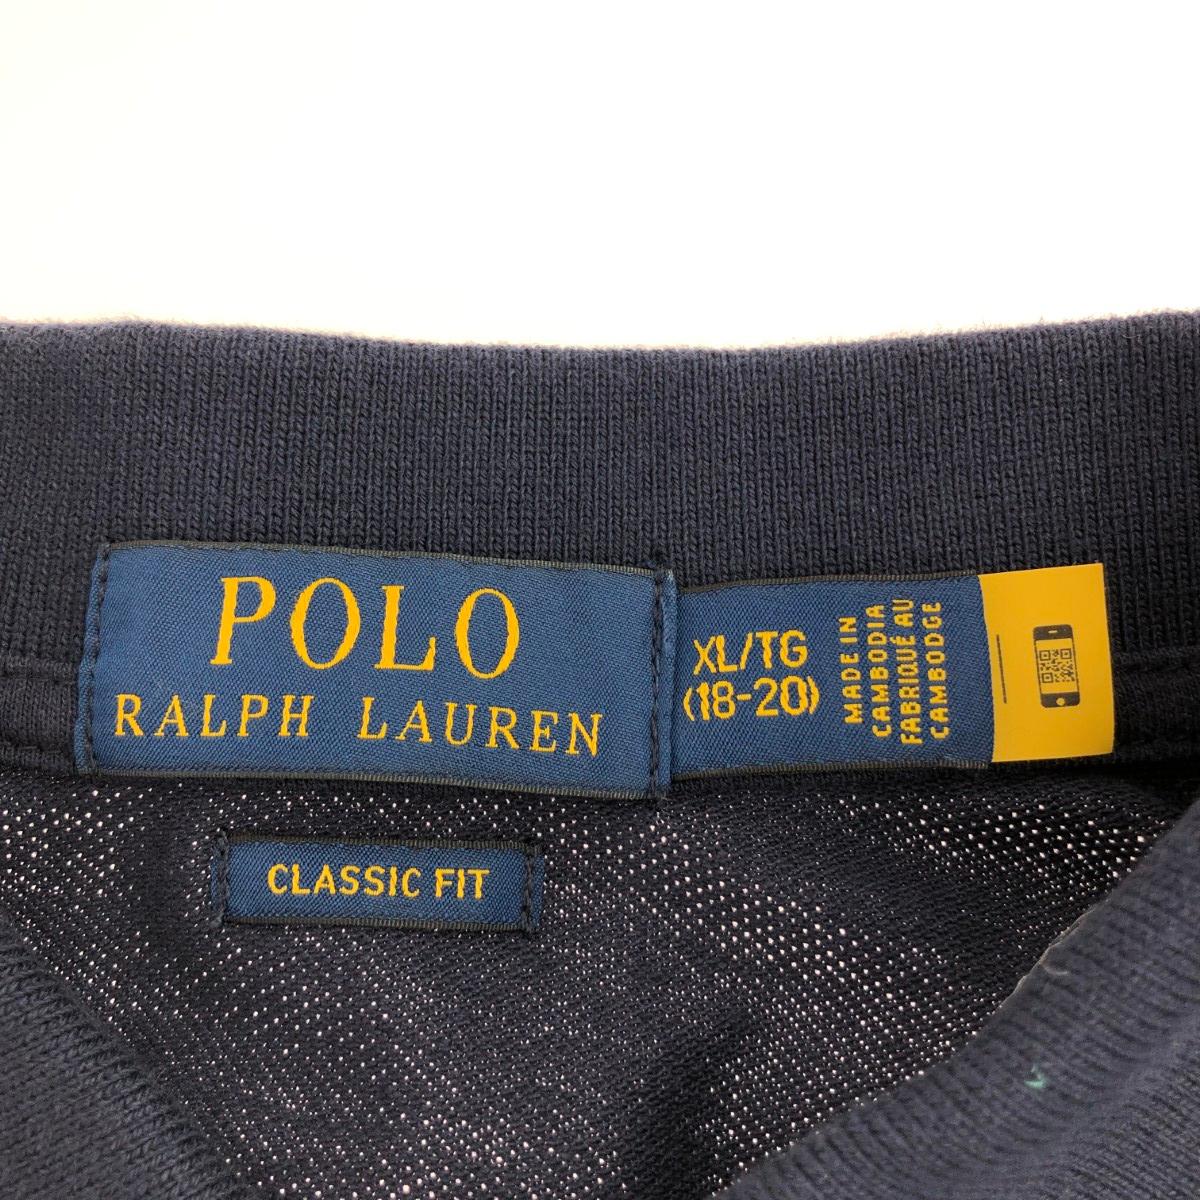 POLO
RALPH LAUREN
XL/TG
(18-20)
MADE IN
CAMBODIA
FABRIQUÉ AU
CAMBODGE
CLASSIC FIT